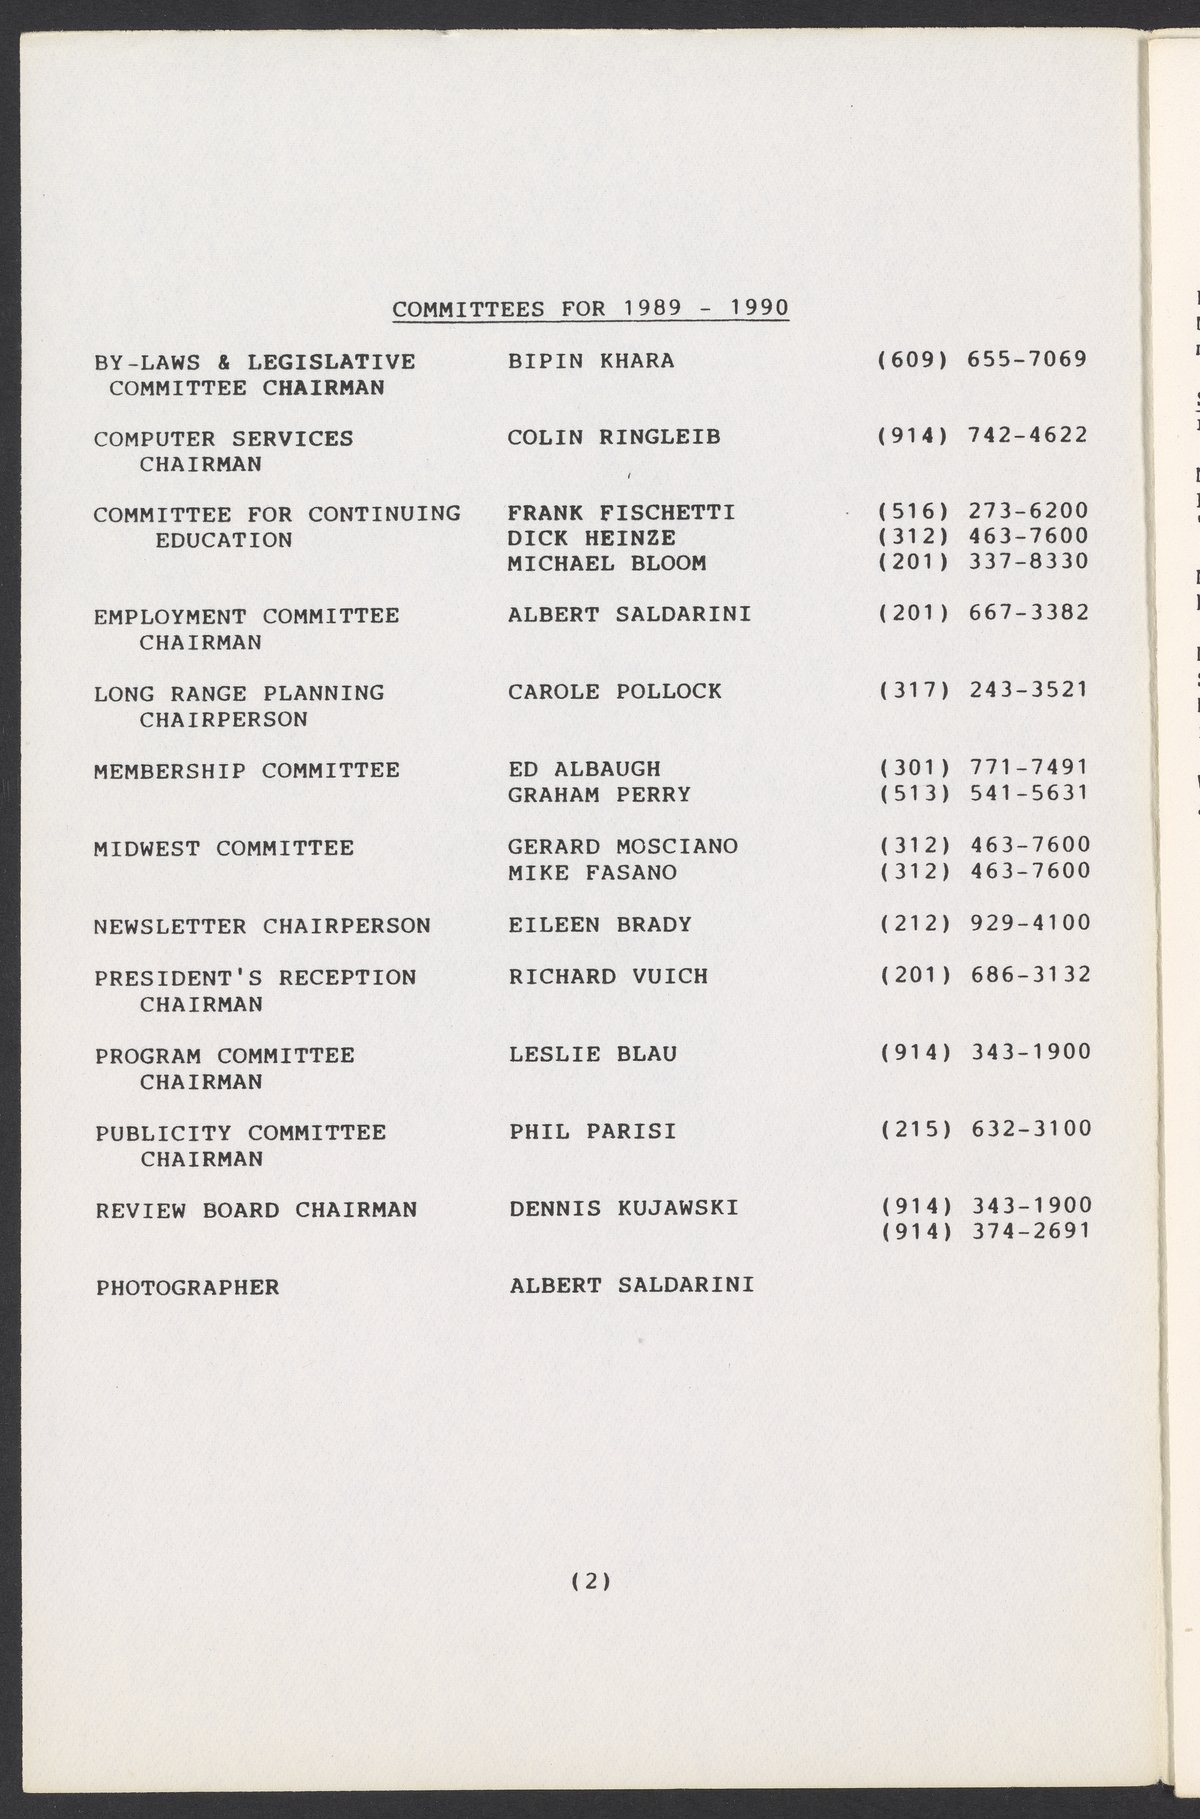 COMMITTEES FOR 1989 - 1990
BY-LAWS & LEGISLATIVE BIPIN KHARA (609) 655-7069
COMMITTEE CHAIRMAN
COMPUTER SERVICES COLIN RINGLEIB (914) 742-4622
CHAIRMAN
COMMITTEE FOR CONTINUING FRANK FISCHETTI (516) 273-6200
EDUCATION DICK HEINZE (312) 463-7600
MICHAEL BLOOM (201) 337-8330
EMPLOYMENT COMMITTEE ALBERT SALDARINI (201) 667-3382
CHAIRMAN
LONG RANGE PLANNING CAROLE POLLOCK (317) 243-3521
CHAIRPERSON
MEMBERSHIP COMMITTEE ED ALBAUGH (301) 771-7491
GRAHAM PERRY (513) 541-5631
MIDWEST COMMITTEE GERARD MOSCIANO (312) 463-7600
MIKE FASANO (312) 463-7600
NEWSLETTER CHAIRPERSON EILEEN BRADY (212) 929-4100
PRESIDENT'S RECEPTION RICHARD VUICH (201) 686-3132
CHAIRMAN
PROGRAM COMMITTEE LESLIE BLAU (914) 343-1900
CHAIRMAN
PUBLICITY COMMITTEE PHIL PARISI (215) 632-3100
CHAIRMAN
REVIEW BOARD CHAIRMAN DENNIS KUJAWSKI (914) 343-1900
(914) 374-2691
PHOTOGRAPHER ALBERT SALDARINI
(2)